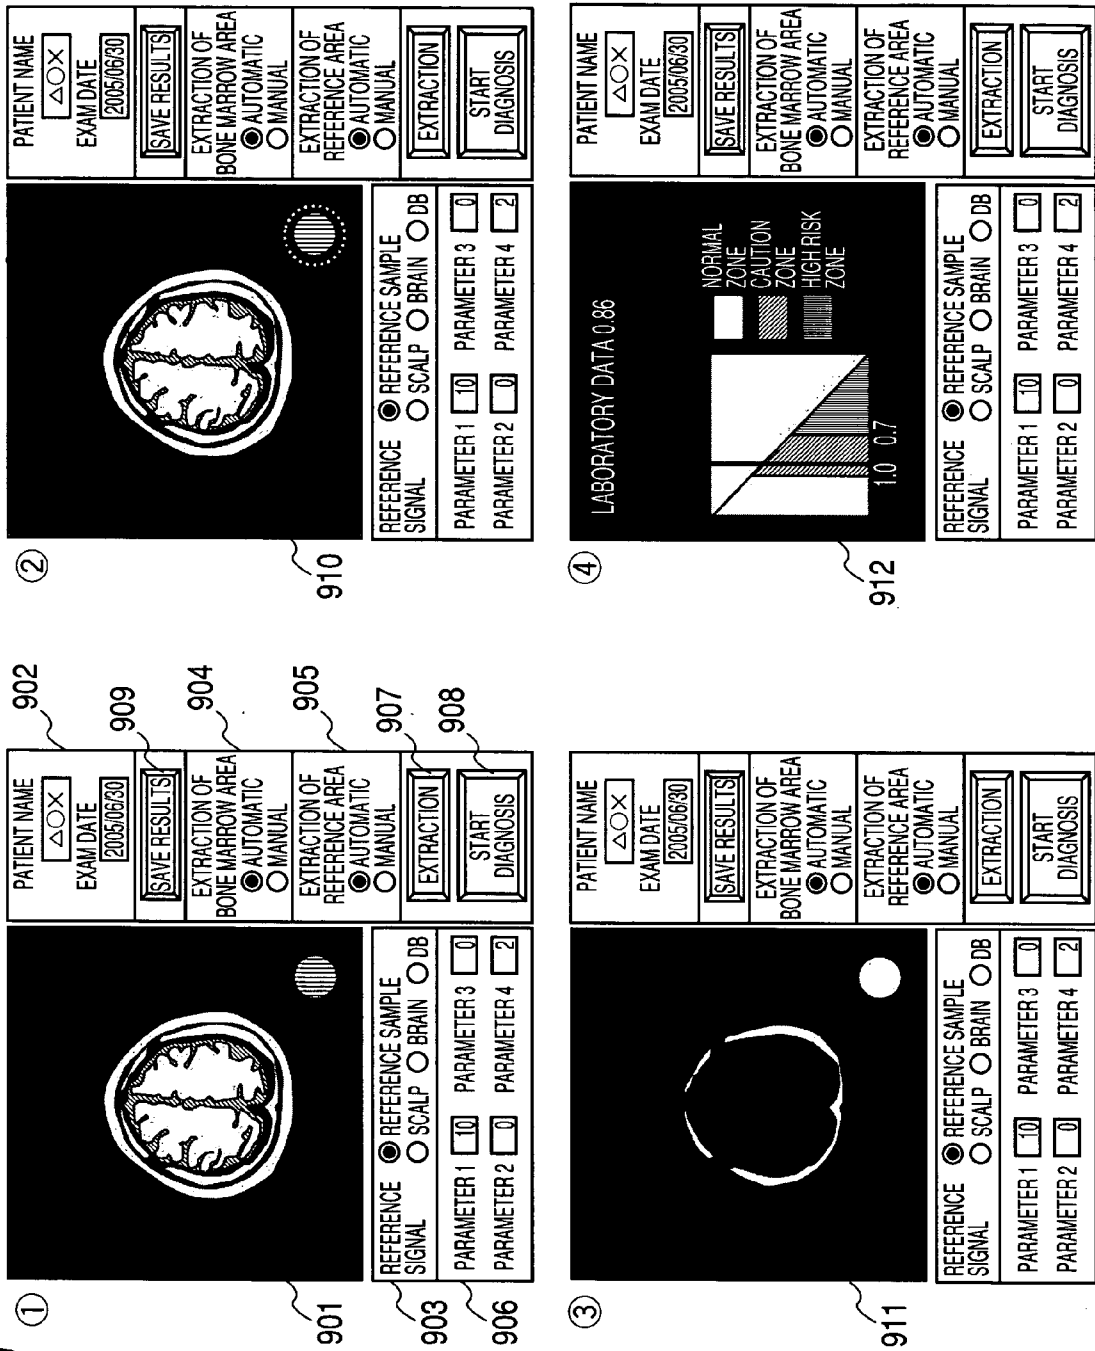 ①
901
PATIENT NAME
△○×
EXAM DATE
2005/06/30
SAVE RESULTS
EXTRACTION OF
BONE MARROW AREA
AUTOMATIC
MANUAL
EXTRACTION OF
REFERENCE AREA
AUTOMATIC
MANUAL
EXTRACTION
START
DIAGNOSIS
902
909
904
905
907
908
REFERENCE
SIGNAL
REFERENCE SAMPLE
SCALP BRAIN DB
PARAMETER 1 10 PARAMETER 3 0
PARAMETER 2 0 PARAMETER 4 2
903
906
②
910
PATIENT NAME
△○×
EXAM DATE
2005/06/30
SAVE RESULTS
EXTRACTION OF
BONE MARROW AREA
AUTOMATIC
MANUAL
EXTRACTION OF
REFERENCE AREA
AUTOMATIC
MANUAL
EXTRACTION
START
DIAGNOSIS
REFERENCE
SIGNAL
REFERENCE SAMPLE
SCALP BRAIN DB
PARAMETER 1 10 PARAMETER 3 0
PARAMETER 2 0 PARAMETER 4 2
③
911
PATIENT NAME
△○×
EXAM DATE
2005/06/30
SAVE RESULTS
EXTRACTION OF
BONE MARROW AREA
AUTOMATIC
MANUAL
EXTRACTION OF
REFERENCE AREA
AUTOMATIC
MANUAL
EXTRACTION
START
DIAGNOSIS
REFERENCE
SIGNAL
REFERENCE SAMPLE
SCALP BRAIN DB
PARAMETER 1 10 PARAMETER 3 0
PARAMETER 2 0 PARAMETER 4 2
④
912
LABORATORY DATA 0.86
NORMAL
ZONE
CAUTION
ZONE
HIGH RISK
ZONE
1.0 0.7
PATIENT NAME
△○×
EXAM DATE
2005/06/30
SAVE RESULTS
EXTRACTION OF
BONE MARROW AREA
AUTOMATIC
MANUAL
EXTRACTION OF
REFERENCE AREA
AUTOMATIC
MANUAL
EXTRACTION
START
DIAGNOSIS
REFERENCE
SIGNAL
REFERENCE SAMPLE
SCALP BRAIN DB
PARAMETER 1 10 PARAMETER 3 0
PARAMETER 2 0 PARAMETER 4 2